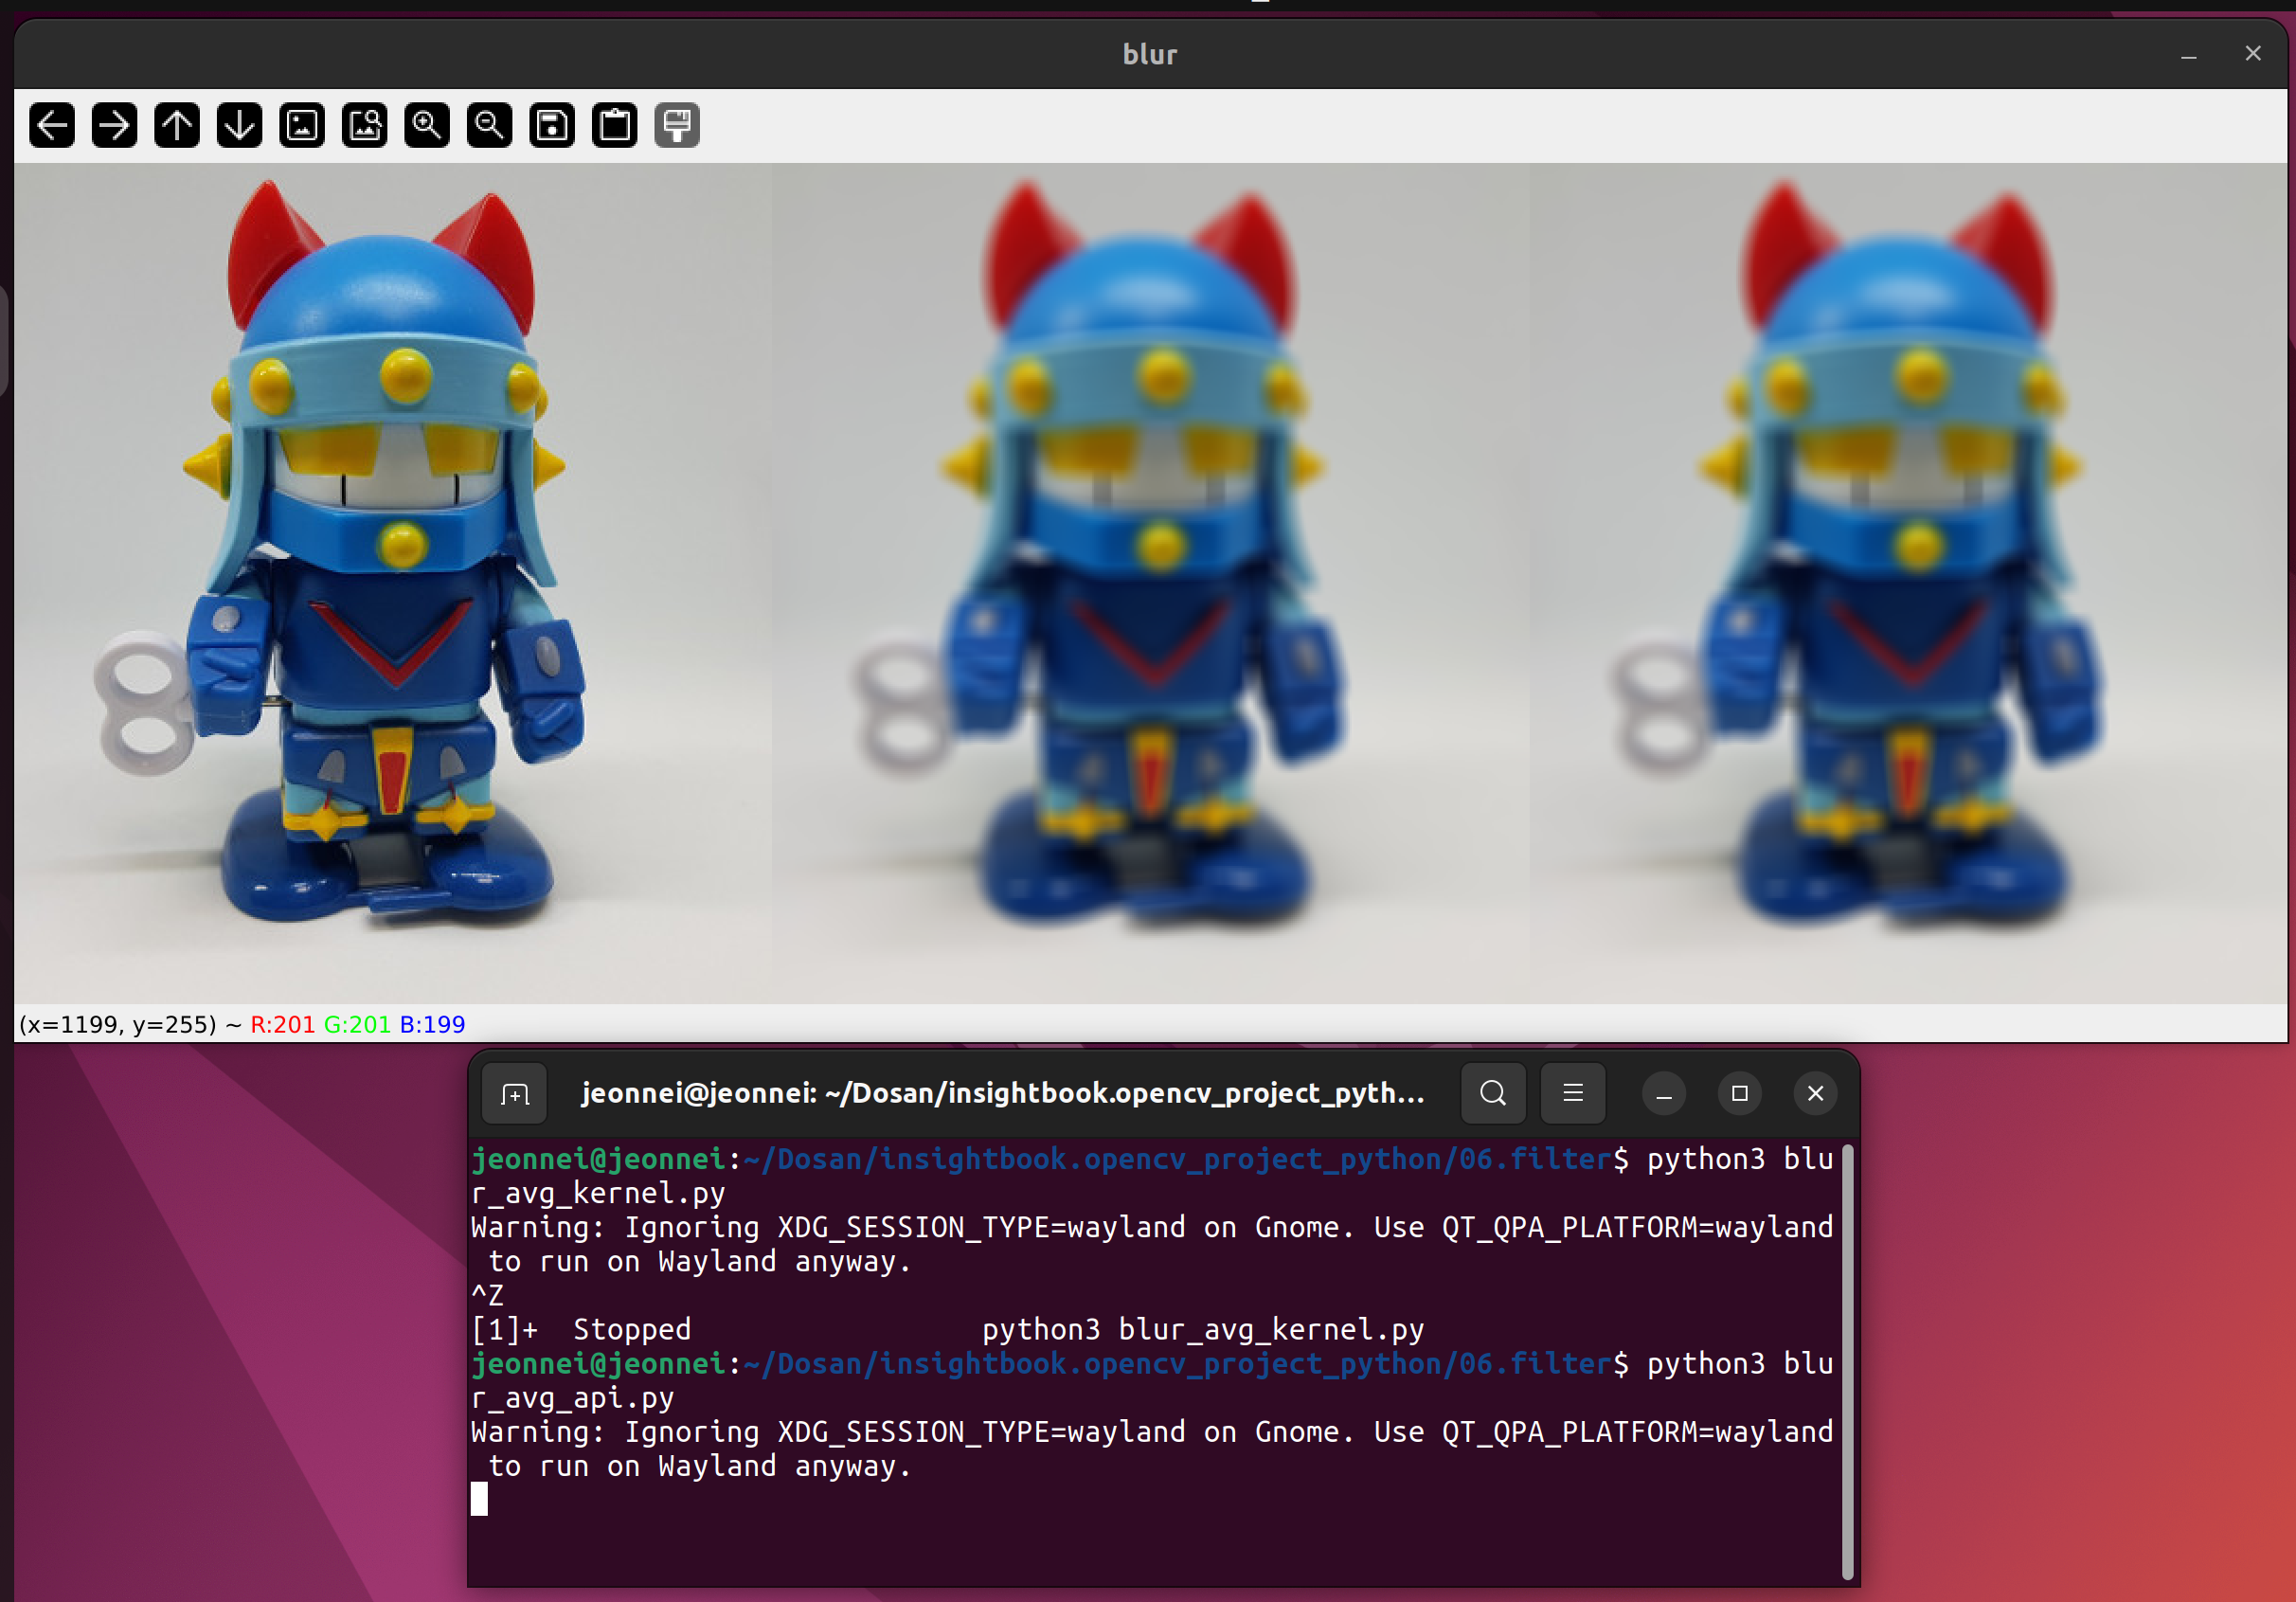 blur
(x=1199, y=255) ~ R:201 G:201 B:199
jeonnei@jeonnei: ~/Dosan/insightbook.opencv_project_pyth...
jeonnei@jeonnei:~/Dosan/insightbook.opencv_project_python/06.filter$ python3 blu
r_avg_kernel.py
Warning: Ignoring XDG_SESSION_TYPE=wayland on Gnome. Use QT_QPA_PLATFORM=wayland
 to run on Wayland anyway.
^Z
[1]+  Stopped                 python3 blur_avg_kernel.py
jeonnei@jeonnei:~/Dosan/insightbook.opencv_project_python/06.filter$ python3 blu
r_avg_api.py
Warning: Ignoring XDG_SESSION_TYPE=wayland on Gnome. Use QT_QPA_PLATFORM=wayland
 to run on Wayland anyway.